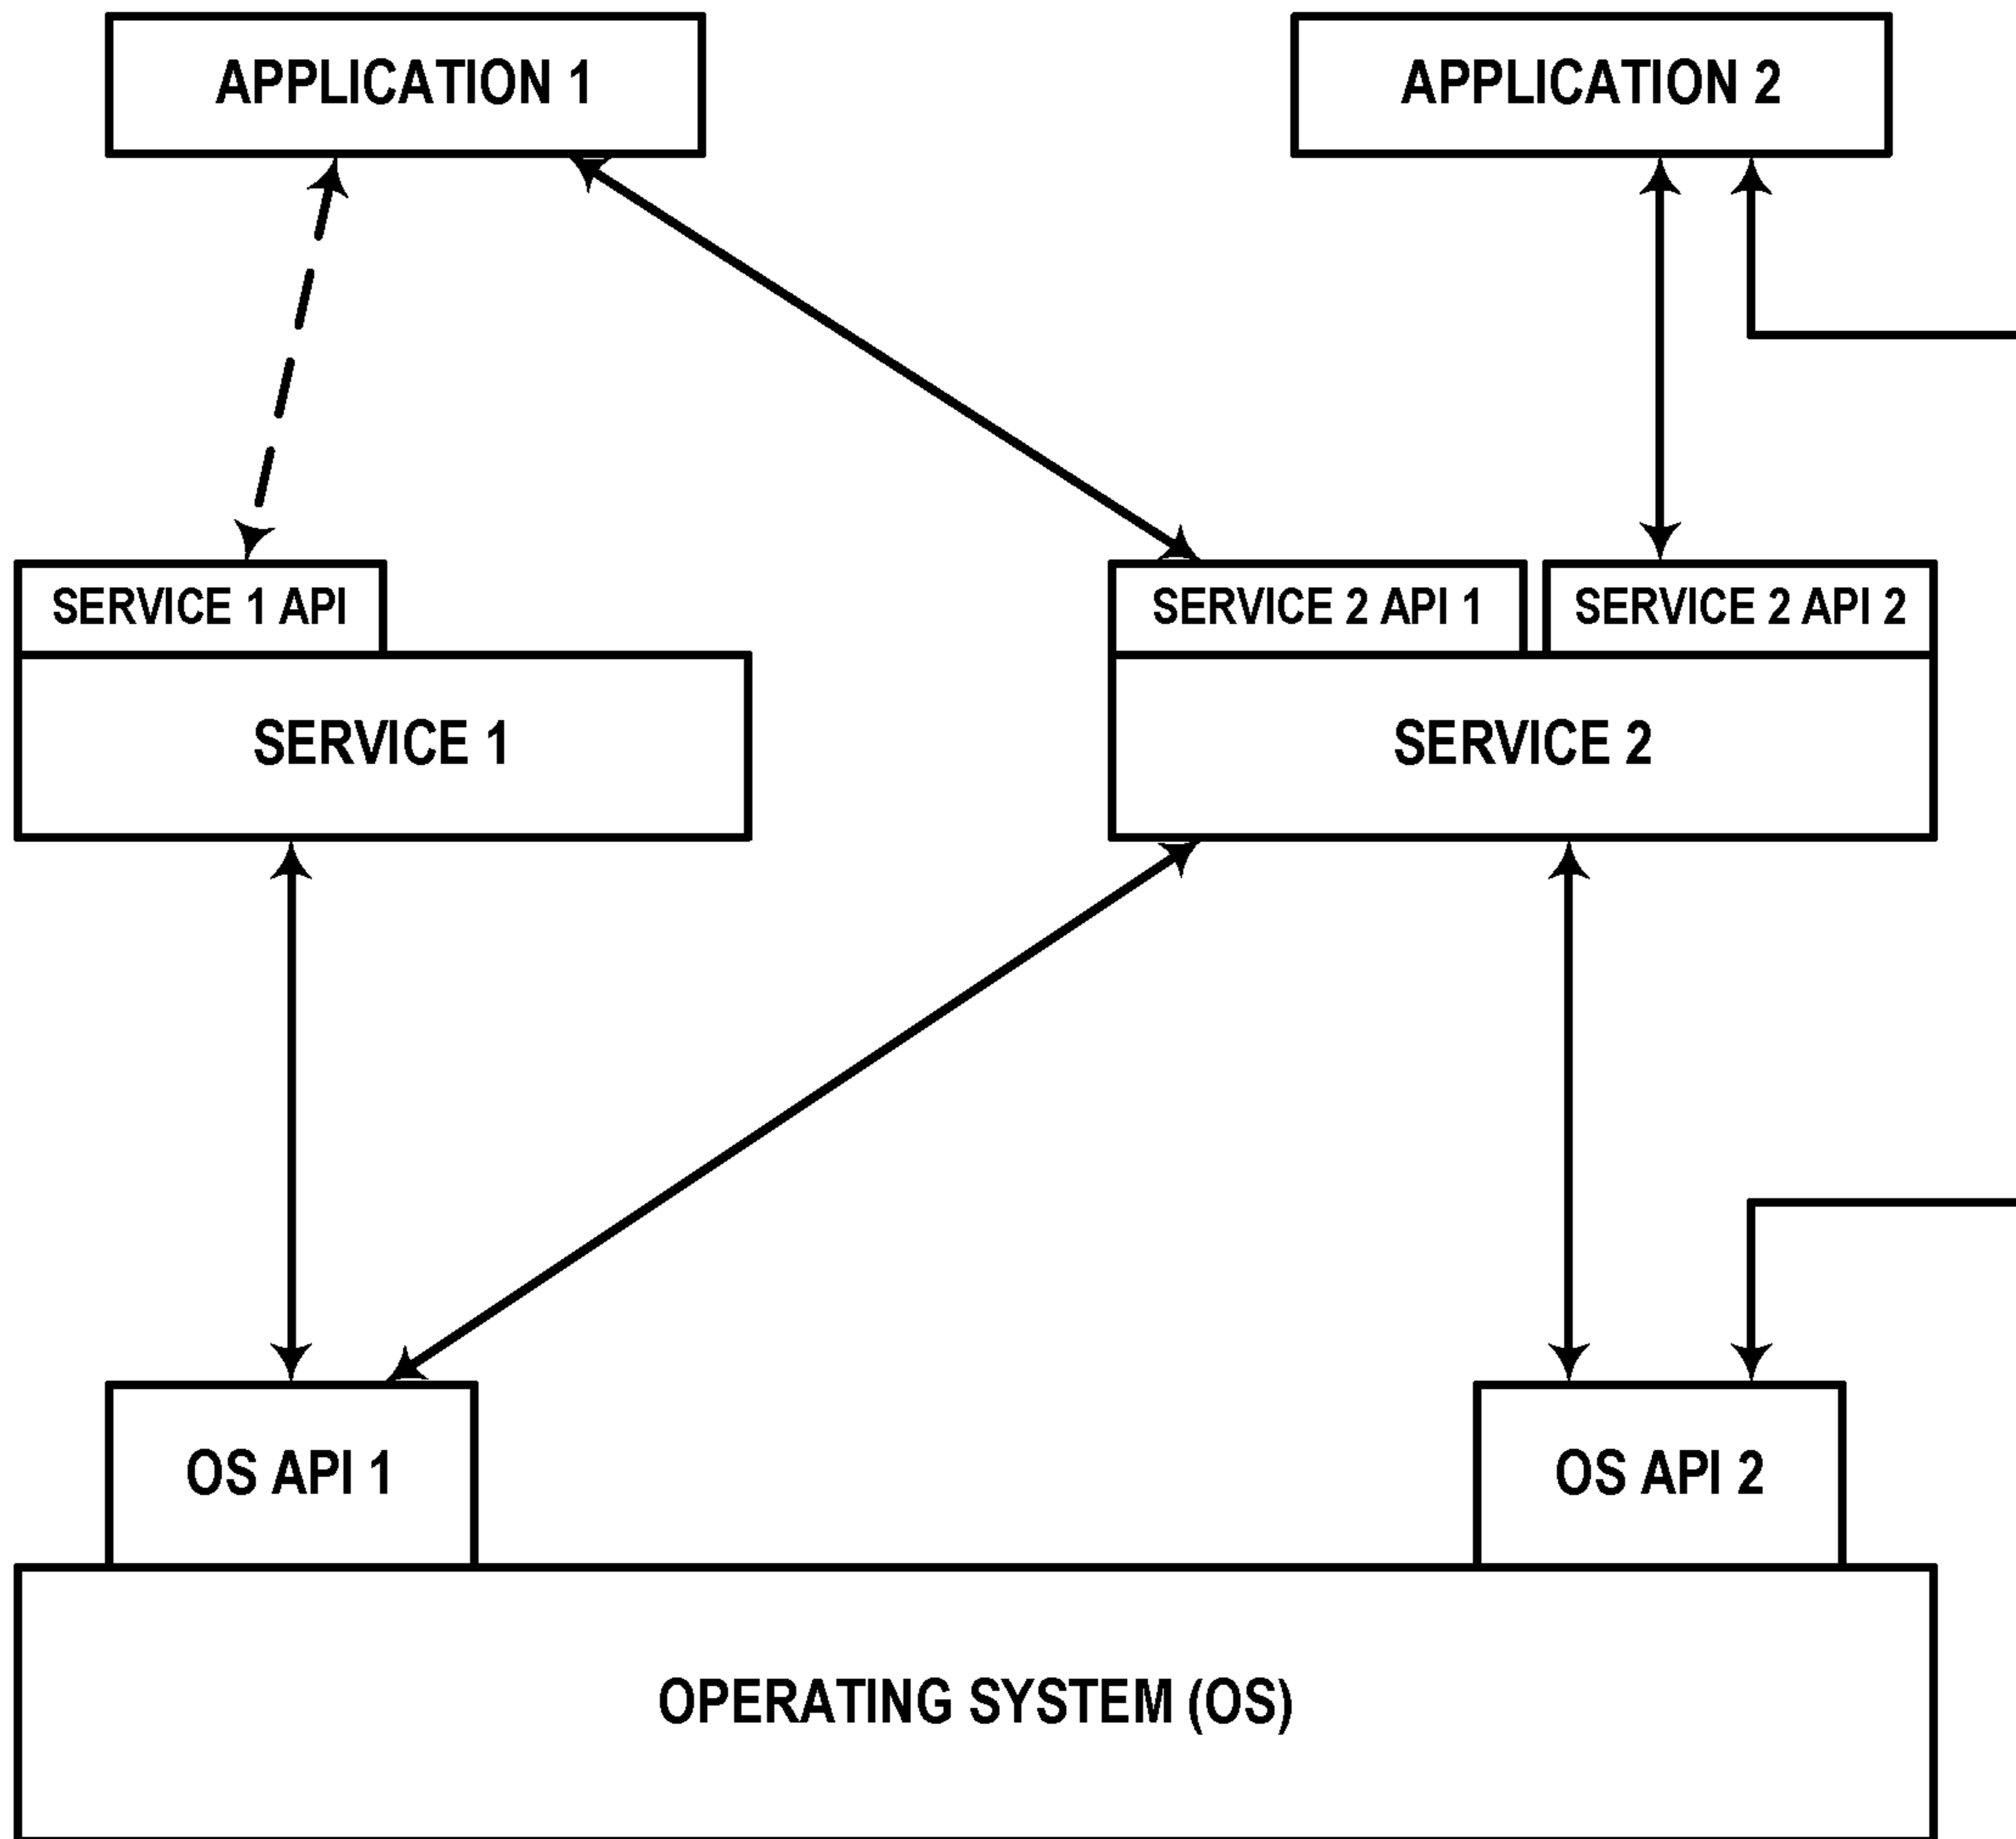 APPLICATION 1
APPLICATION 2
SERVICE 1 API
SERVICE 2 API 1
SERVICE 2 API 2
SERVICE 1
SERVICE 2
OS API 1
OS API 2
OPERATING SYSTEM (OS)